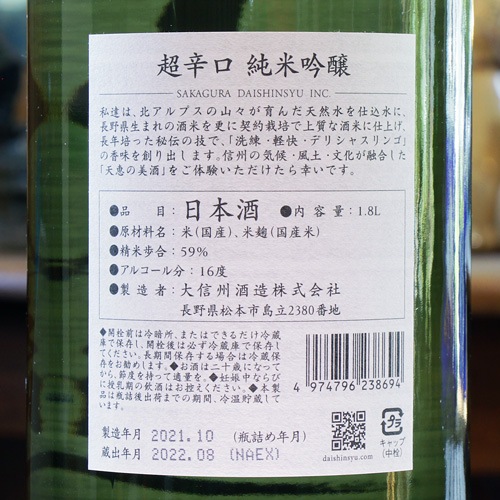 超辛口 純米吟醸
SAKAGURA DAISHINSYU INC.
私達は、北アルプスの山々が育んだ天然水を仕込水に、
長野県生まれの酒米を更に契約栽培で上質な酒米に仕上げ、
長年培った秘伝の技で、「洗練・軽快・デリシャスリンゴ」
の香味を創り出します。信州の気候・風土・文化が融合した
「天恵の美酒」をご体験いただけたら幸いです。
●品 目：日本酒 ●内容量：1.8L
●原材料名：米（国産）、米麹（国産米）
●精米歩合：59%
●アルコール分：16度
●製造者：大信州酒造株式会社
長野県松本市島立2380番地
◆開栓前は冷暗所、またはできるだけ冷蔵
庫で保存し、開栓後は必ず冷蔵庫で保存し
てください。長期間保存する場合は冷蔵保
存をお勧めします。◆お酒は二十歳になって
から、節度を持って適量を。◆妊娠中ならび
に授乳期の飲酒はお控えください。◆本製
品は瓶詰後出荷までの期間、冷温貯蔵して
います。
4 974796 238694
製造年月 2021.10 （瓶詰め年月）
蔵出年月 2022.08 (NAEX)
daishinsyu.com
プラ
キャップ
（中栓）